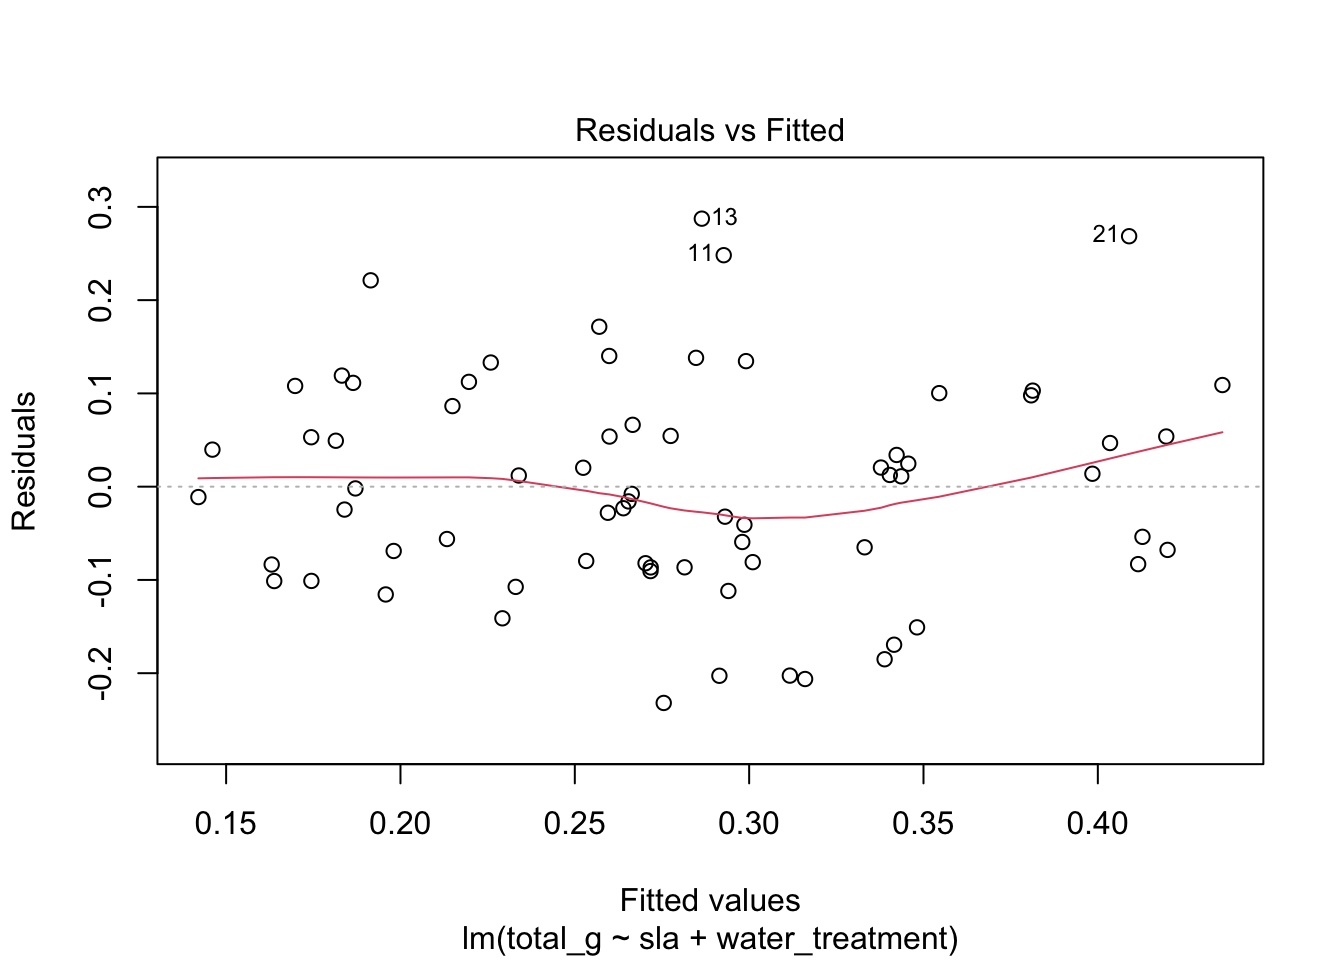 Residuals vs Fitted
Residuals
0.3
0.2
0.1
0.0
-0.1
-0.2
13
11
21
0.15 0.20 0.25 0.30 0.35 0.40
Fitted values
lm(total_g ~ sla + water_treatment)